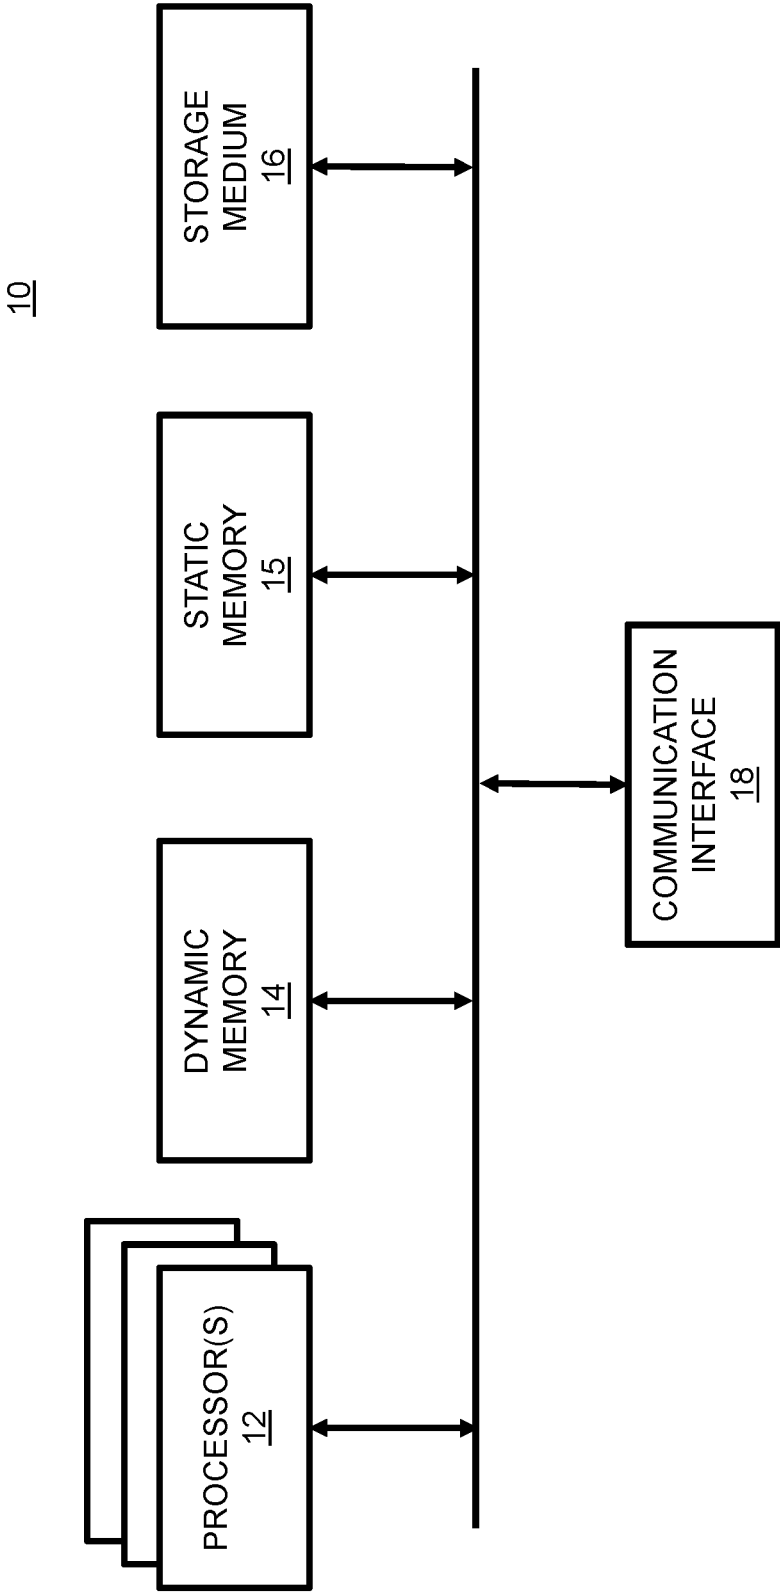 10
PROCESSOR(S)
12
DYNAMIC
MEMORY
14
STATIC
MEMORY
15
STORAGE
MEDIUM
16
COMMUNICATION
INTERFACE
18